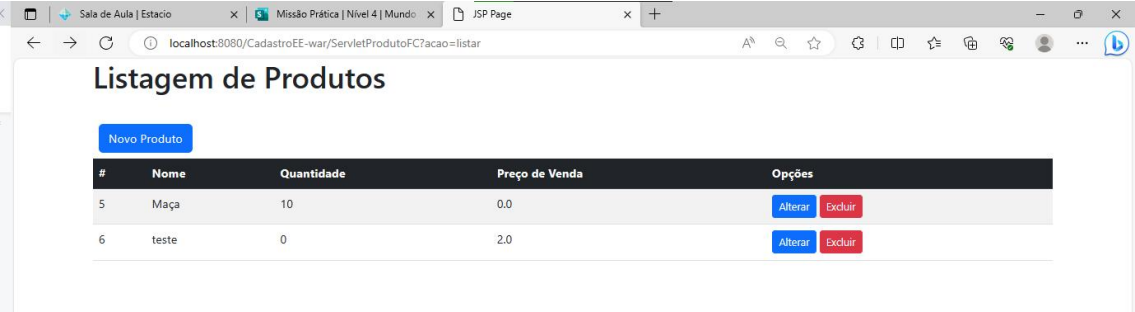 Sala de Aula | Estacio
Missão Prática | Nível 4 | Mundo
JSP Page
localhost:8080/CadastroEE-war/ServletProdutoFC?acao=listar
Listagem de Produtos
Novo Produto
# Nome Quantidade Preço de Venda Opções
5 Maça 10 0.0 Alterar Excluir
6 teste 0 2.0 Alterar Excluir